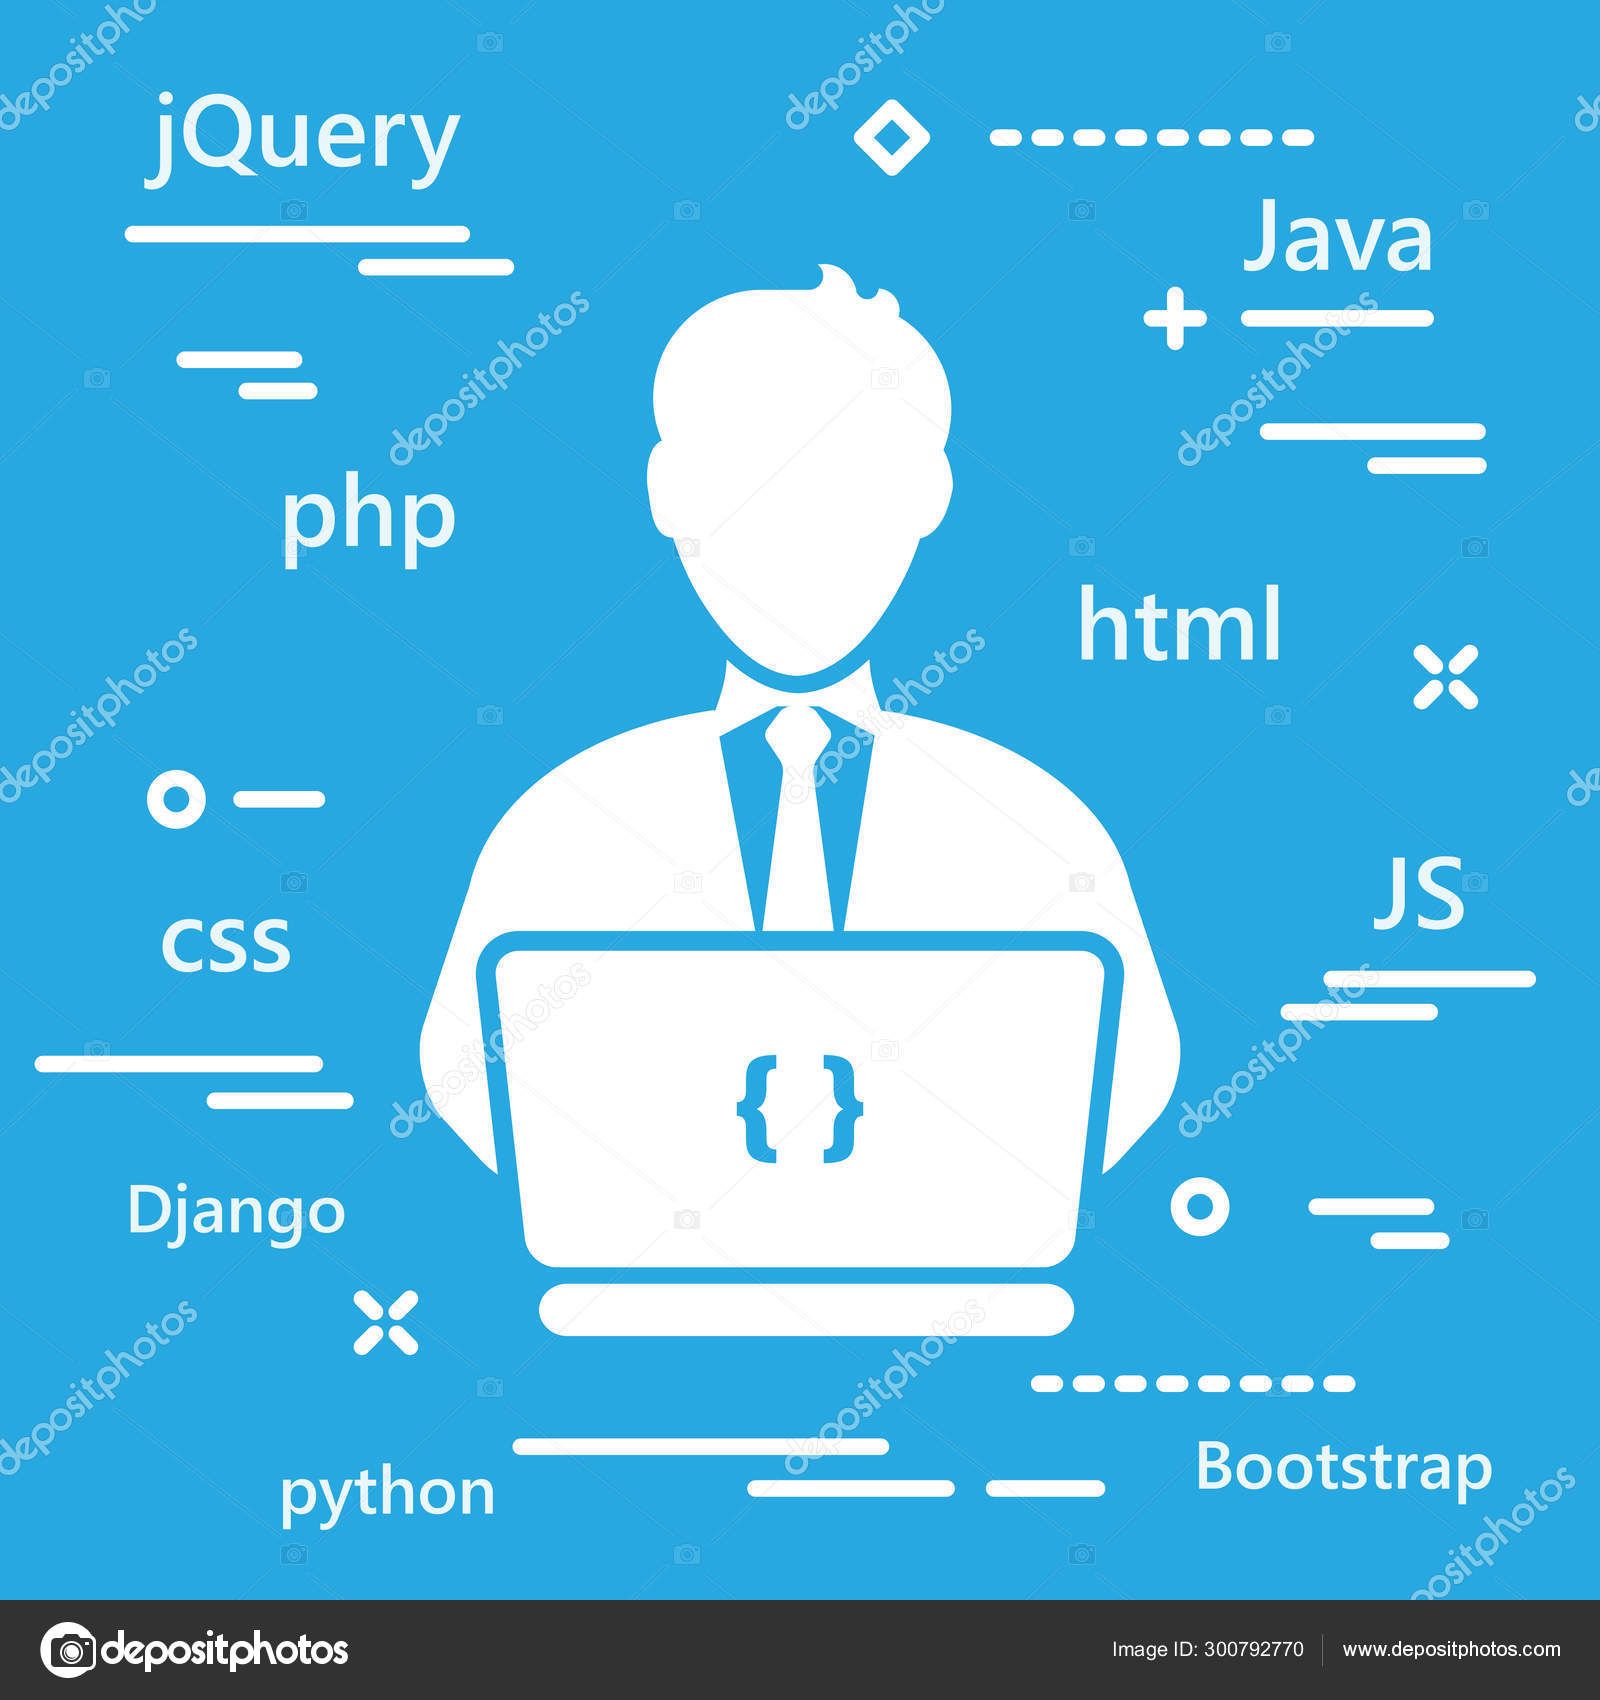 jQuery
Java
php
html
JS
css
{ }
Django
Bootstrap
python
depositphotos
Image ID: 300792770
www.depositphotos.com